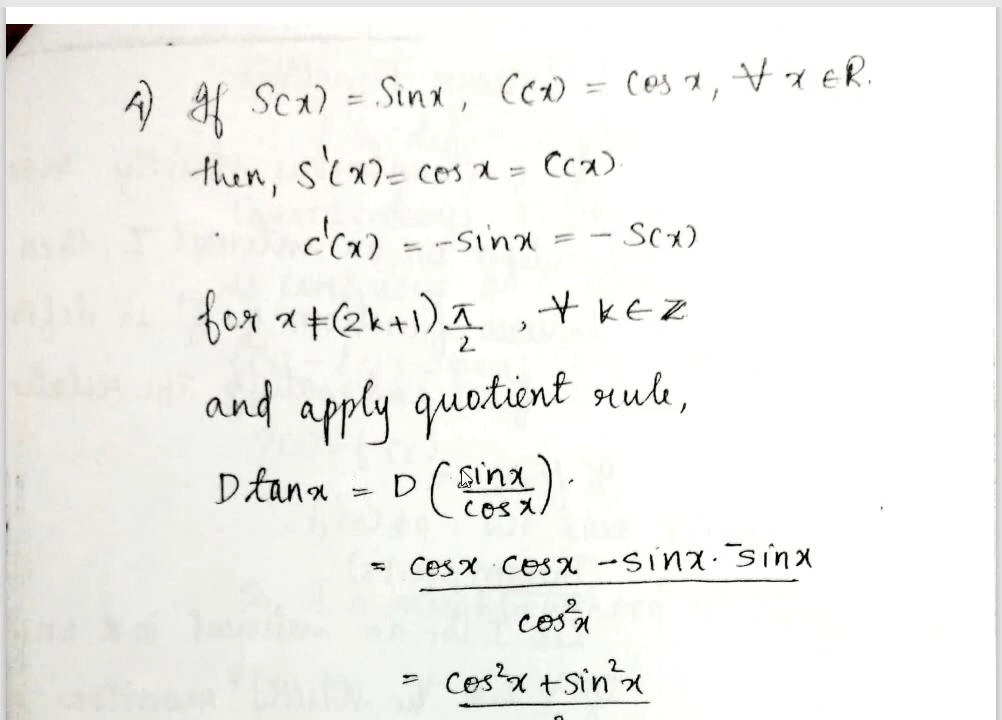 4) If S(x) = Sinx, C(x) = Cos x, ∀ x ∈ R.
then, S'(x) = cos x = C(x).
C'(x) = -sinx = - S(x)
for x ≠ (2k+1) π/2 , ∀ k ∈ Z
and apply quotient rule,
D tanx = D (sinx/cosx).
= cosx. cosx - sinx. -sinx / cos²x
= cos²x + sin²x